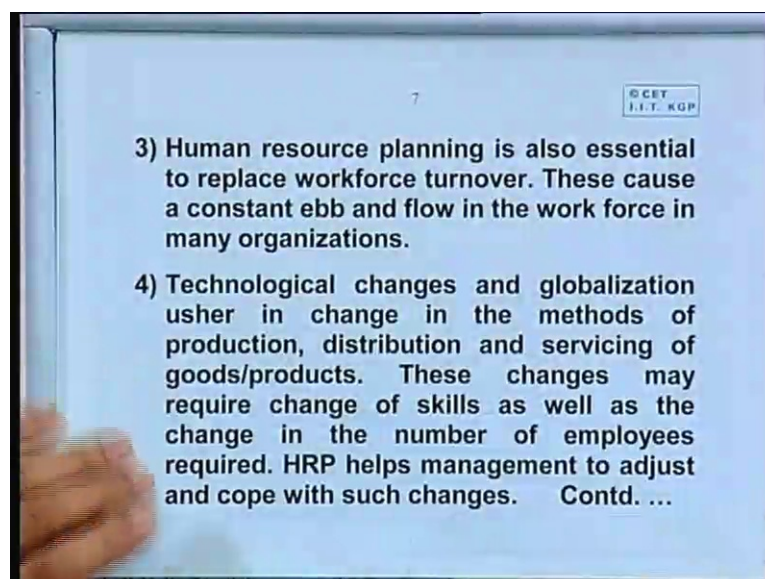 7
© CET
I.I.T. KGP
3) Human resource planning is also essential
to replace workforce turnover. These cause
a constant ebb and flow in the work force in
many organizations.
4) Technological changes and globalization
usher in change in the methods of
production, distribution and servicing of
goods/products. These changes may
require change of skills as well as the
change in the number of employees
required. HRP helps management to adjust
and cope with such changes. Contd. ...